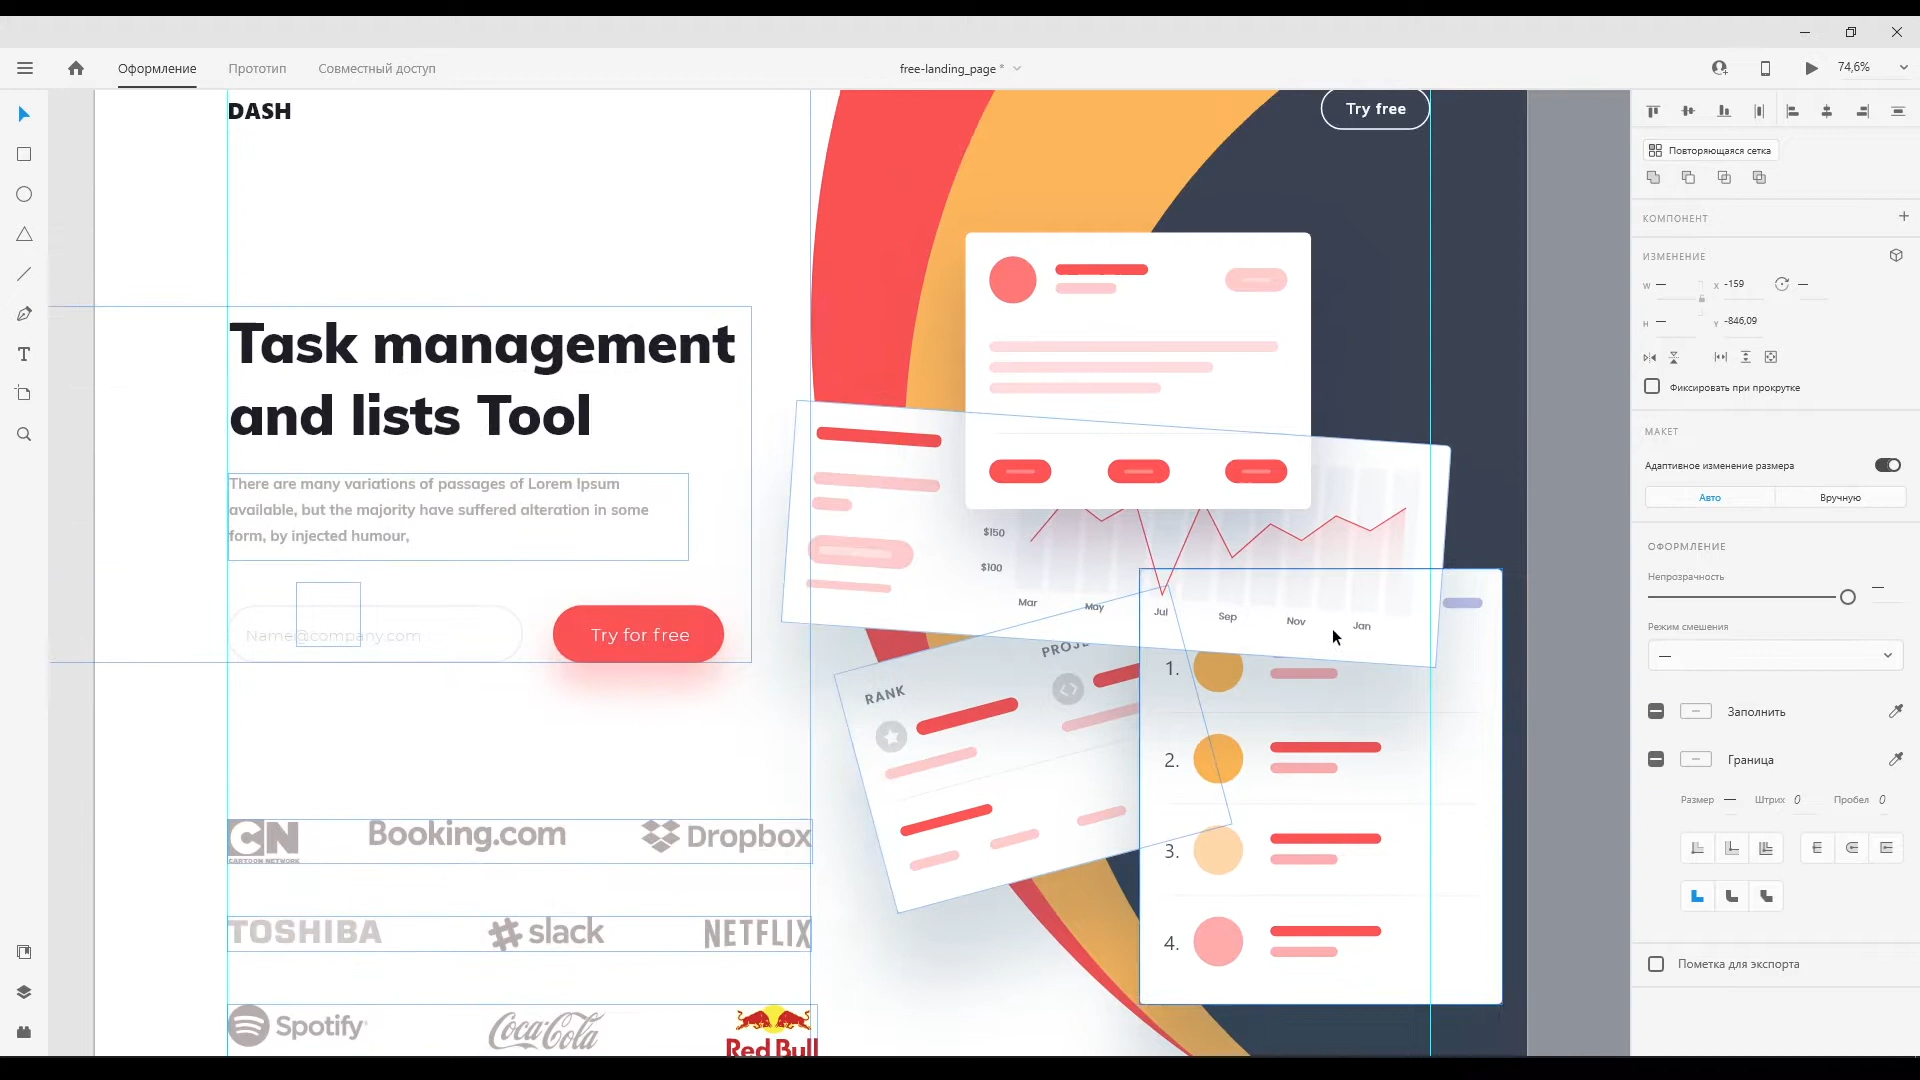 Оформление
Прототип
Совместный доступ
free-landing_page *
74,6%
DASH
Try free
Task management
and lists Tool
There are many variations of passages of Lorem Ipsum
available, but the majority have suffered alteration in some
form, by injected humour,
Name@company.com
Try for free
CN
CARTOON NETWORK
Booking.com
Dropbox
TOSHIBA
slack
NETFLIX
Spotify
Coca-Cola
Red Bull
$150
$100
Mar
May
Jul
Sep
Nov
Jan
RANK
1.
2.
3.
4.
Повторяющаяся сетка
КОМПОНЕНТ
ИЗМЕНЕНИЕ
W —
X -159
—
H —
Y -846,09
Фиксировать при прокрутке
МАКЕТ
Адаптивное изменение размера
Авто
Вручную
ОФОРМЛЕНИЕ
Непрозрачность
—
Режим смешения
—
Заполнить
Граница
Размер —
Штрих 0
Пробел 0
Пометка для экспорта